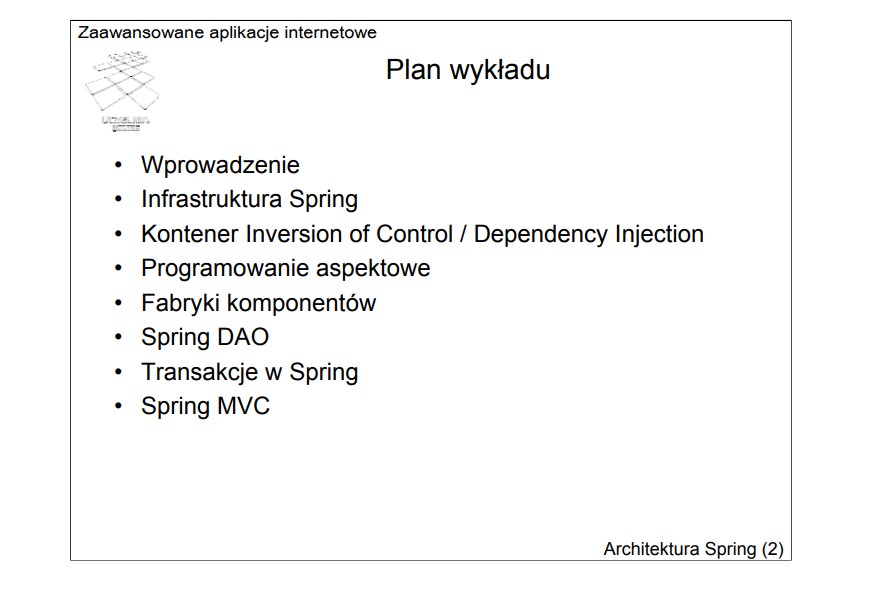 Zaawansowane aplikacje internetowe
Plan wykładu
• Wprowadzenie
• Infrastruktura Spring
• Kontener Inversion of Control / Dependency Injection
• Programowanie aspektowe
• Fabryki komponentów
• Spring DAO
• Transakcje w Spring
• Spring MVC
Architektura Spring (2)